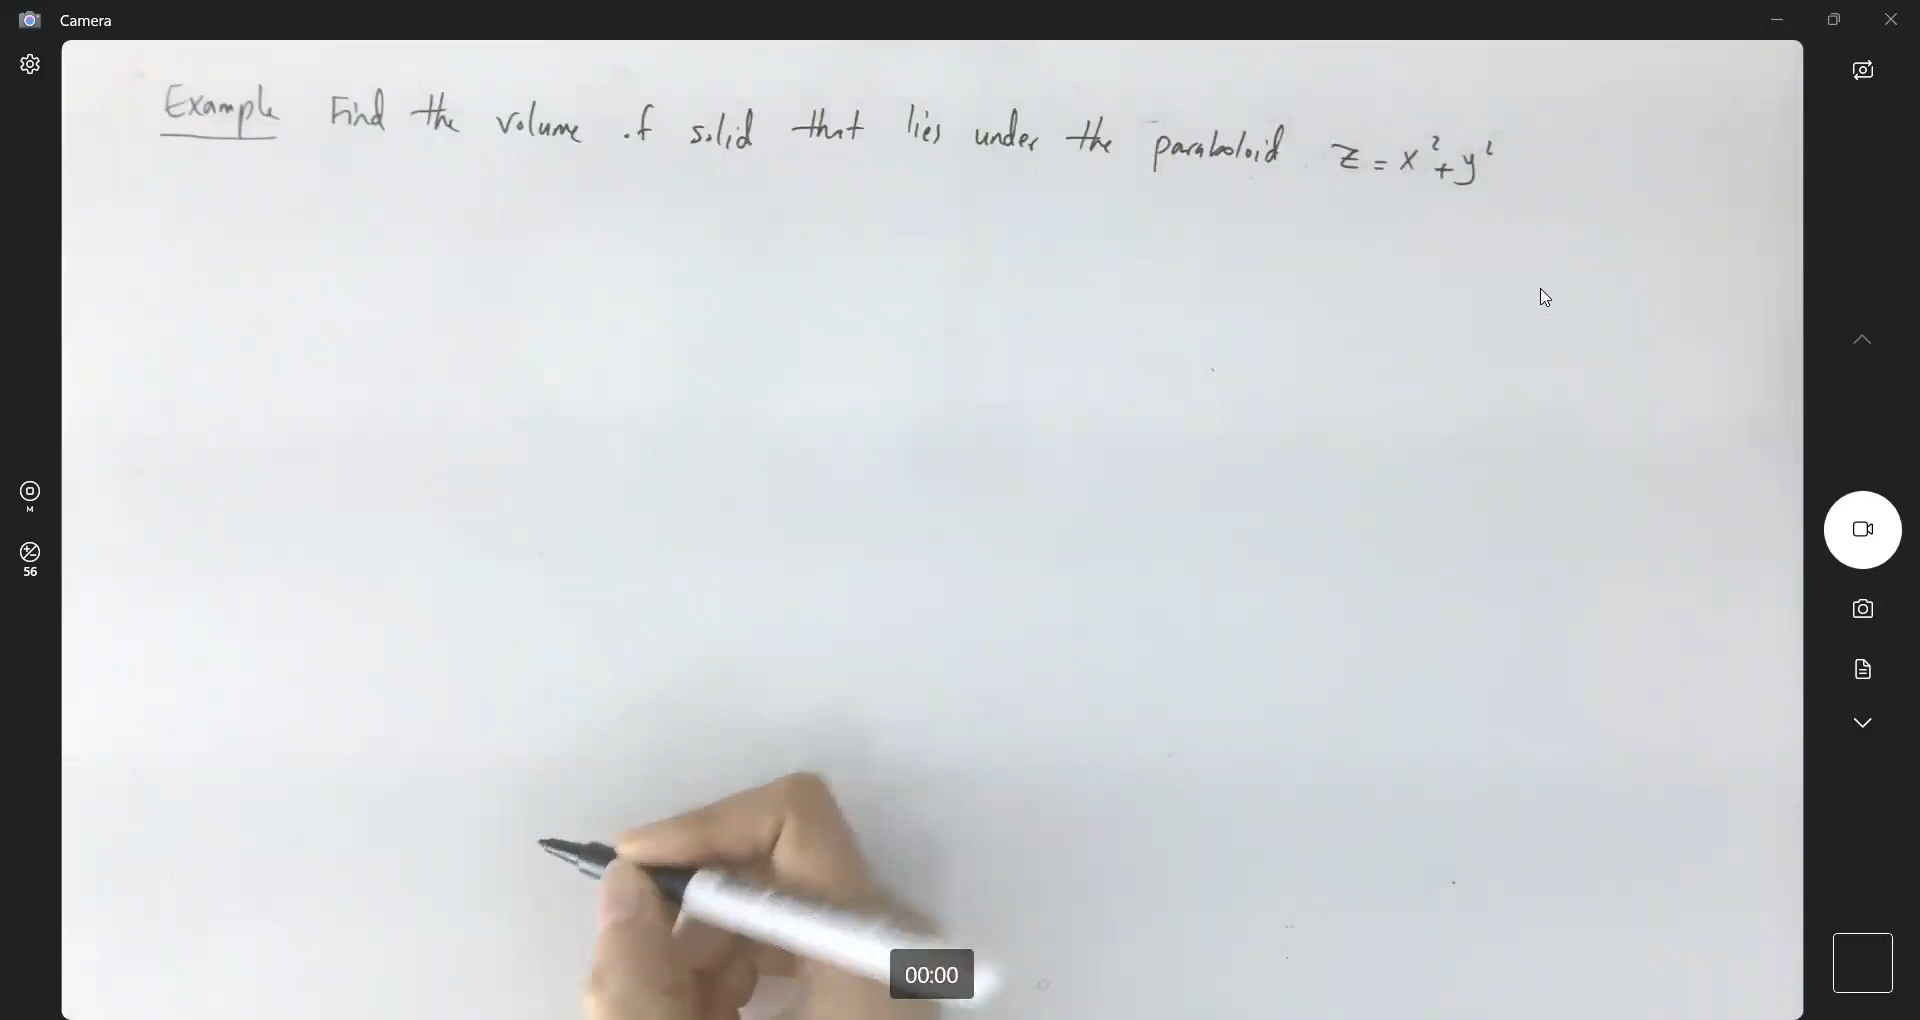 Camera
Example Find the volume of solid that lies under the paraboloid z = x² + y²
M
56
00:00